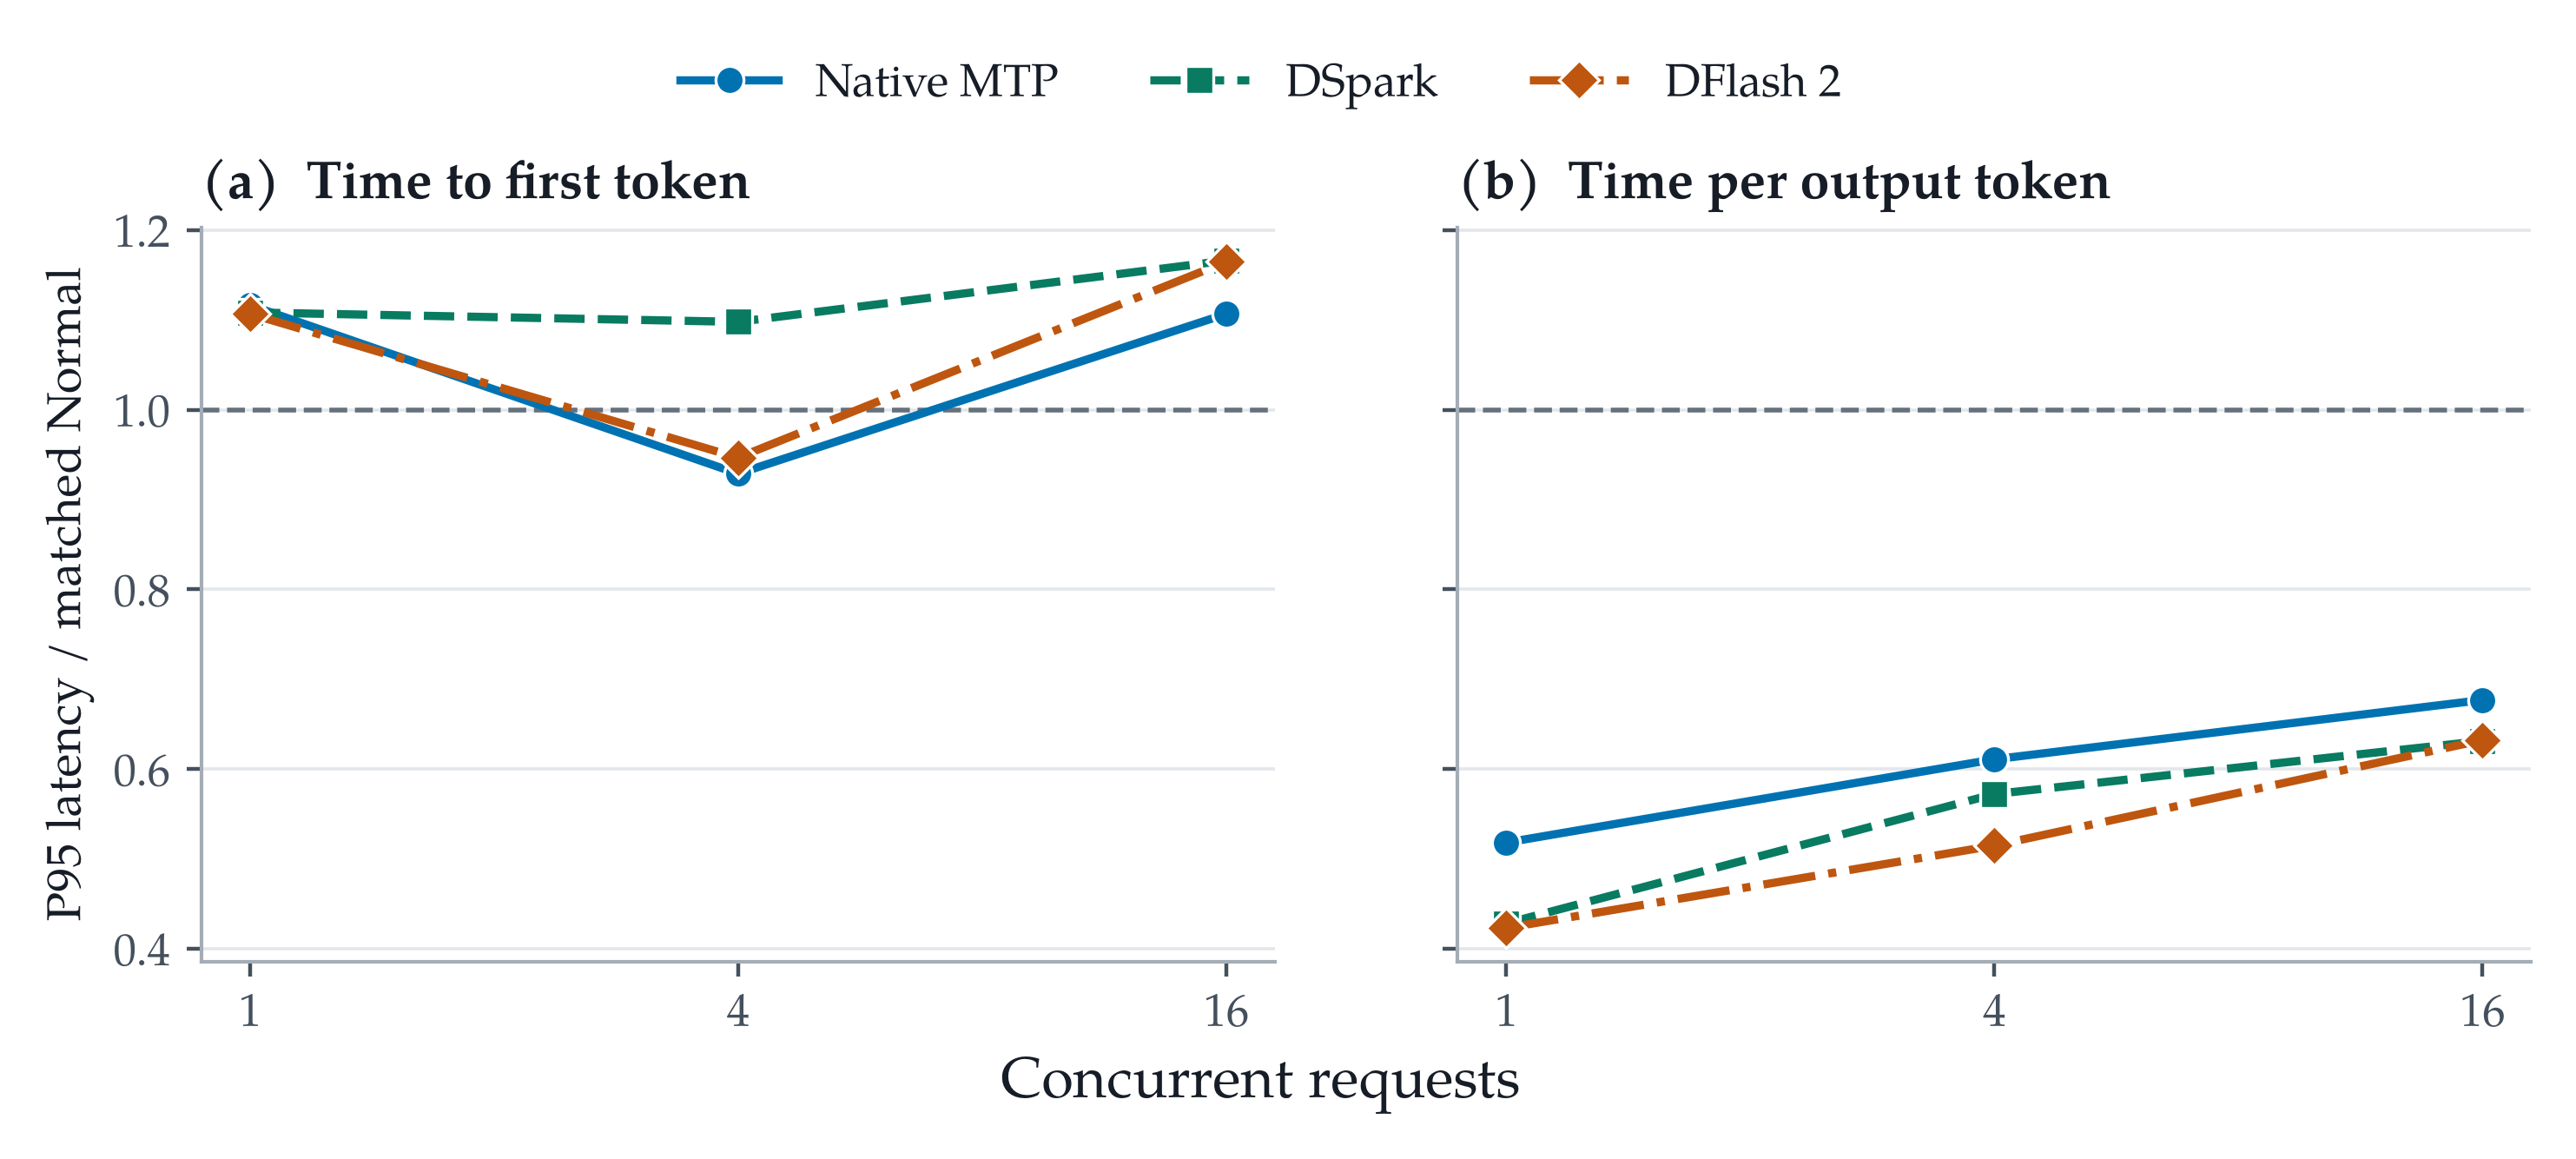 Native MTP
DSpark
DFlash 2
(a) Time to first token
(b) Time per output token
P95 latency / matched Normal
1.2
1.0
0.8
0.6
0.4
1
4
16
1
4
16
Concurrent requests